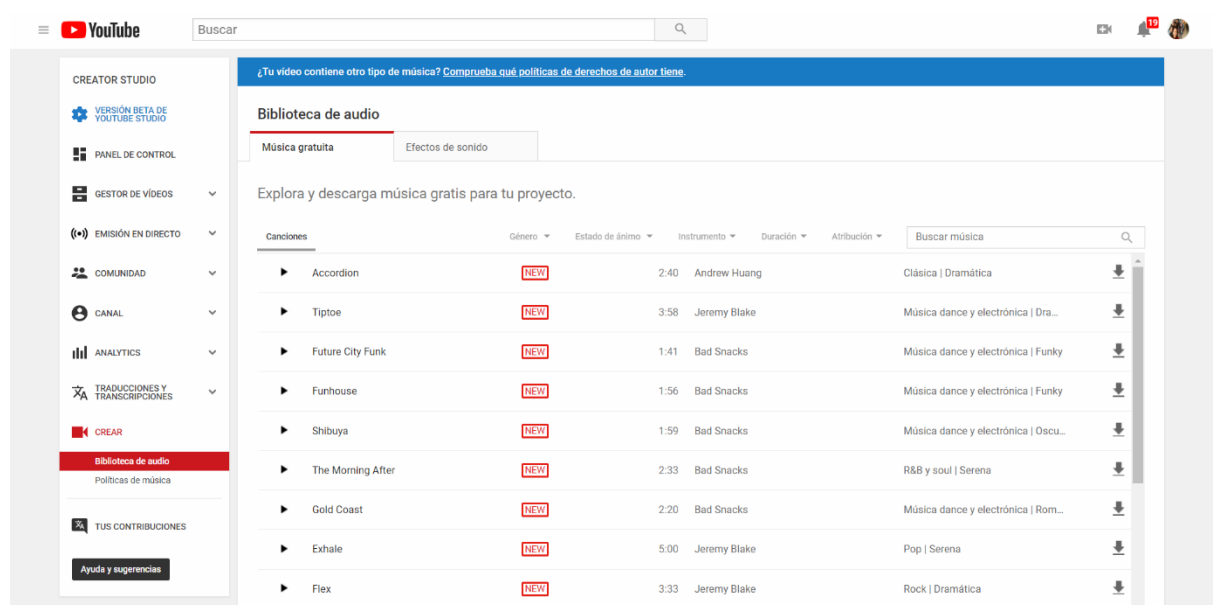 YouTube
Buscar
19
CREATOR STUDIO
VERSIÓN BETA DE
YOUTUBE STUDIO
PANEL DE CONTROL
GESTOR DE VÍDEOS
EMISIÓN EN DIRECTO
COMUNIDAD
CANAL
ANALYTICS
TRADUCCIONES Y
TRANSCRIPCIONES
CREAR
Biblioteca de audio
Políticas de música
TUS CONTRIBUCIONES
Ayuda y sugerencias
¿Tu vídeo contiene otro tipo de música? Comprueba qué políticas de derechos de autor tiene.
Biblioteca de audio
Música gratuita Efectos de sonido
Explora y descarga música gratis para tu proyecto.
Canciones Género Estado de ánimo Instrumento Duración Atribución Buscar música
Accordion NEW 2:40 Andrew Huang Clásica | Dramática
Tiptoe NEW 3:58 Jeremy Blake Música dance y electrónica | Dra...
Future City Funk NEW 1:41 Bad Snacks Música dance y electrónica | Funky
Funhouse NEW 1:56 Bad Snacks Música dance y electrónica | Funky
Shibuya NEW 1:59 Bad Snacks Música dance y electrónica | Oscu...
The Morning After NEW 2:33 Bad Snacks R&B y soul | Serena
Gold Coast NEW 2:20 Bad Snacks Música dance y electrónica | Rom...
Exhale NEW 5:00 Jeremy Blake Pop | Serena
Flex NEW 3:33 Jeremy Blake Rock | Dramática